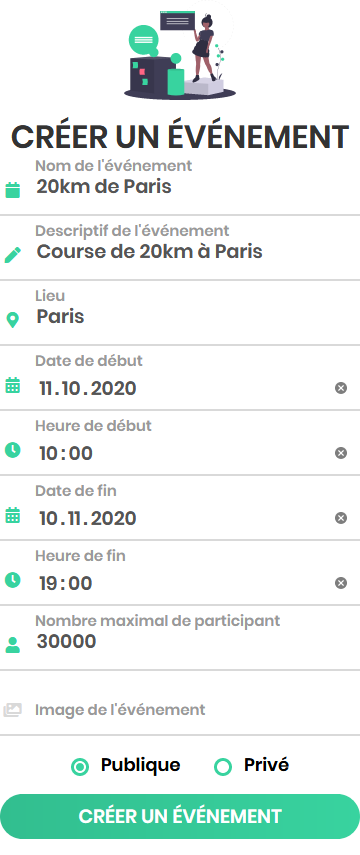 CRÉER UN ÉVÉNEMENT
Nom de l'événement
20km de Paris
Descriptif de l'événement
Course de 20km à Paris
Lieu
Paris
Date de début
11.10.2020
Heure de début
10:00
Date de fin
10.11.2020
Heure de fin
19:00
Nombre maximal de participant
30000
Image de l'événement
Publique Privé
CRÉER UN ÉVÉNEMENT